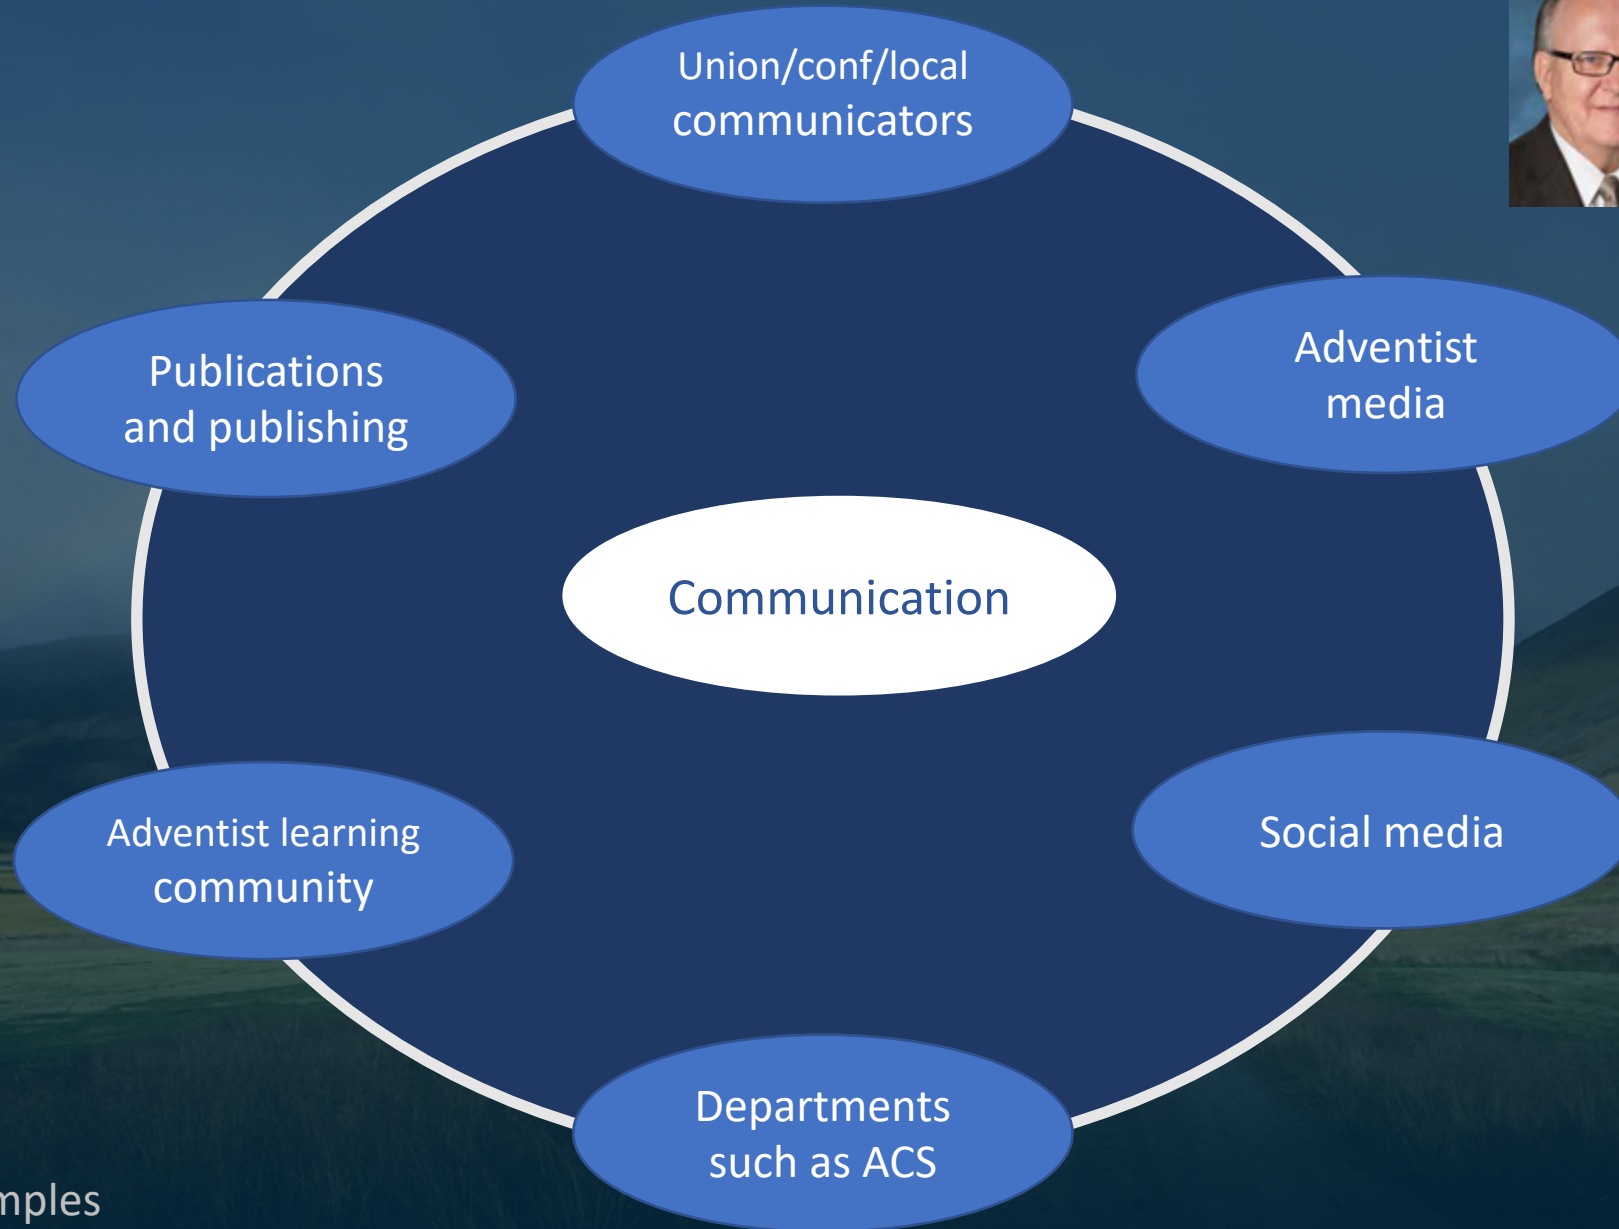 Union/conf/local
communicators
Publications
and publishing
Adventist
media
Communication
Adventist learning
community
Social media
Departments
such as ACS